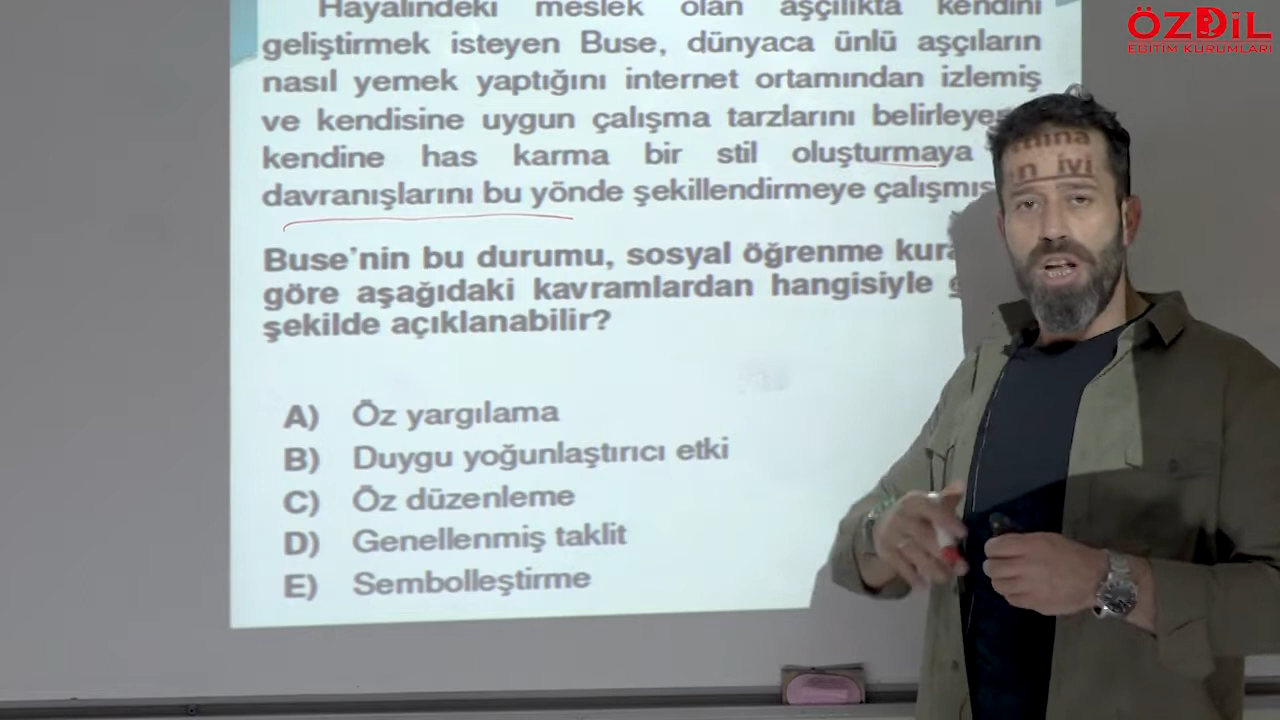 ÖZDİL
EĞİTİM KURUMLARI
Hayalindeki meslek olan aşçılıkta kendini
geliştirmek isteyen Buse, dünyaca ünlü aşçıların
nasıl yemek yaptığını internet ortamından izlemiş
ve kendisine uygun çalışma tarzlarını
kendine has karma bir stil oluşturmaya
davranışlarını bu yönde şekillendirmeye
Buse'nin bu durumu, sosyal öğrenme
göre aşağıdaki kavramlardan hangisiyle
şekilde açıklanabilir?
A) Öz yargılama
B) Duygu yoğunlaştırıcı etki
C) Öz düzenleme
D) Genellenmiş taklit
E) Sembolleştirme